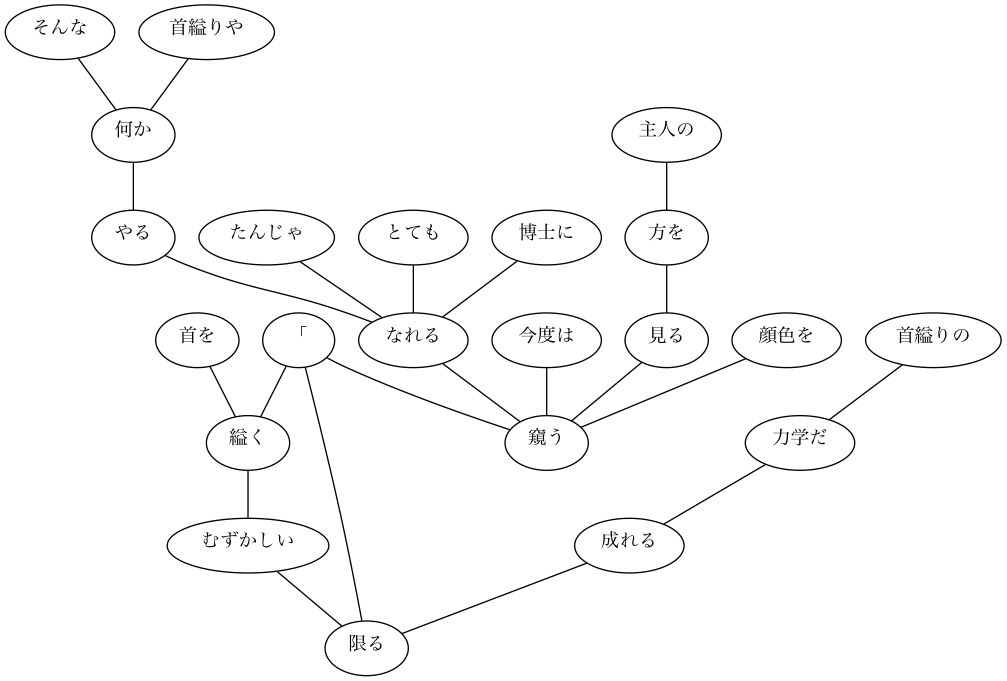 そんな
首縊りや
何か
主人の
やる
たんじゃ
とても
博士に
方を
首を
「
なれる
今度は
見る
顔色を
首縊りの
縊く
窺う
力学だ
むずかしい
成れる
限る